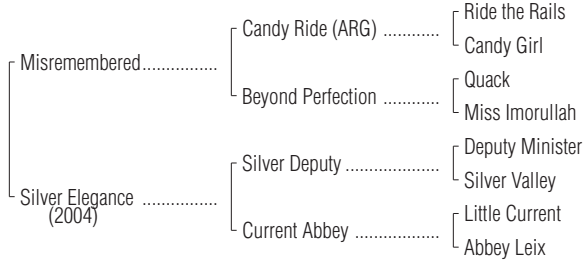 Ride the Rails
Candy Ride (ARG) ............
Candy Girl
Misremembered................
Quack
Beyond Perfection ............
Miss Imorullah
Deputy Minister
Silver Deputy ....................
Silver Valley
Silver Elegance ................
(2004)
Little Current
Current Abbey ..................
Abbey Leix